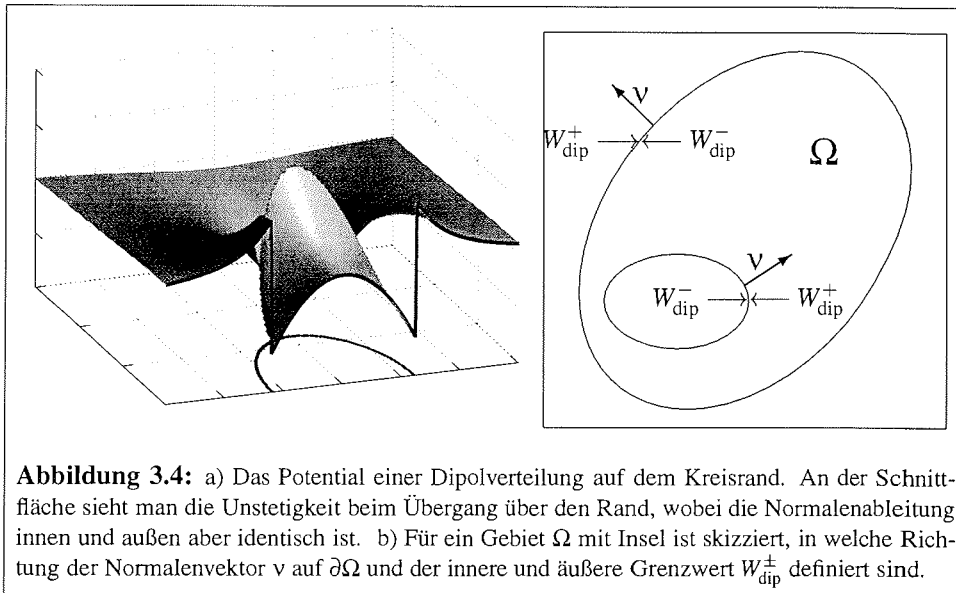 ν
W⁺dip W⁻dip
Ω
ν
W⁻dip W⁺dip
Abbildung 3.4: a) Das Potential einer Dipolverteilung auf dem Kreisrand. An der Schnitt-
fläche sieht man die Unstetigkeit beim Übergang über den Rand, wobei die Normalenableitung
innen und außen aber identisch ist. b) Für ein Gebiet Ω mit Insel ist skizziert, in welche Rich-
tung der Normalenvektor ν auf ∂Ω und der innere und äußere Grenzwert W±dip definiert sind.